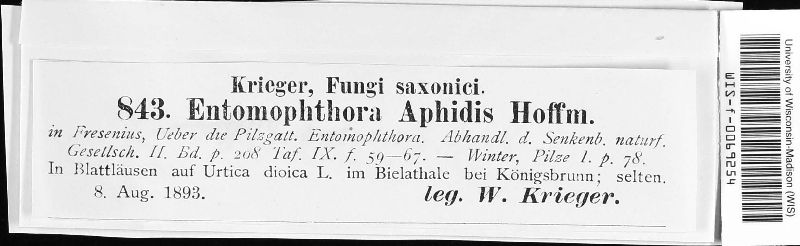 Krieger, Fungi saxonici.
843. Entomophthora Aphidis Hoffm.
in Fresenius, Ueber die Pilzgatt. Entomophthora. Abhandl. d. Senkenb. naturf.
Gesellsch. II. Bd. p. 208 Taf. IX. f. 59—67. — Winter, Pilze I. p. 78.
In Blattläusen auf Urtica dioica L. im Bielathale bei Königsbrunn; selten.
8. Aug. 1893. leg. W. Krieger.
University of Wisconsin-Madison (WIS)
WIS-f-0099254